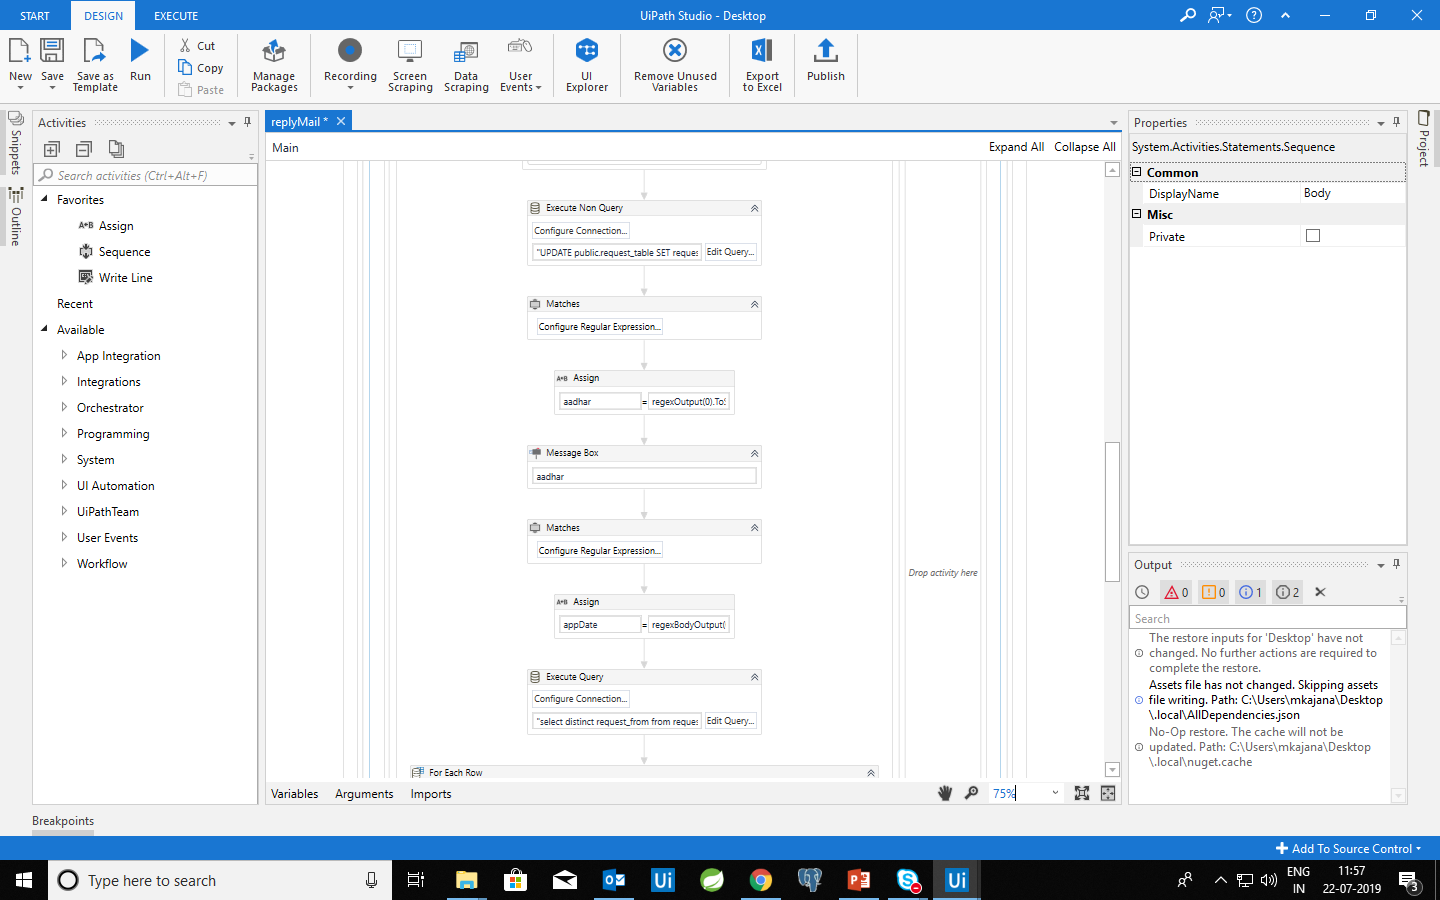 START
DESIGN
EXECUTE
UiPath Studio - Desktop
New
Save
Save as
Template
Run
Cut
Copy
Paste
Manage
Packages
Recording
Screen
Scraping
Data
Scraping
User
Events
UI
Explorer
Remove Unused
Variables
Export
to Excel
Publish
Snippets
Outline
Activities
Search activities (Ctrl+Alt+F)
Favorites
Assign
Sequence
Write Line
Recent
Available
App Integration
Integrations
Orchestrator
Programming
System
UI Automation
UiPathTeam
User Events
Workflow
replyMail *
Main
Expand All
Collapse All
Execute Non Query
Configure Connection...
"UPDATE public.request_table SET reques
Edit Query...
Matches
Configure Regular Expression...
A+B Assign
aadhar = regexOutput(0).ToS
Message Box
aadhar
Matches
Configure Regular Expression...
A+B Assign
appDate = regexBodyOutput(
Execute Query
Configure Connection...
"select distinct request_from from reques
Edit Query...
For Each Row
Drop activity here
Variables
Arguments
Imports
75%
Properties
System.Activities.Statements.Sequence
Common
DisplayName Body
Misc
Private
Project
Output
0 0 1 2
Search
The restore inputs for 'Desktop' have not
changed. No further actions are required to
complete the restore.
Assets file has not changed. Skipping assets
file writing. Path: C:\Users\mkajana\Desktop
\.local\AllDependencies.json
No-Op restore. The cache will not be
updated. Path: C:\Users\mkajana\Desktop
\.local\nuget.cache
Breakpoints
Add To Source Control
Type here to search
Ui
Ui
ENG
IN
11:57
22-07-2019
3